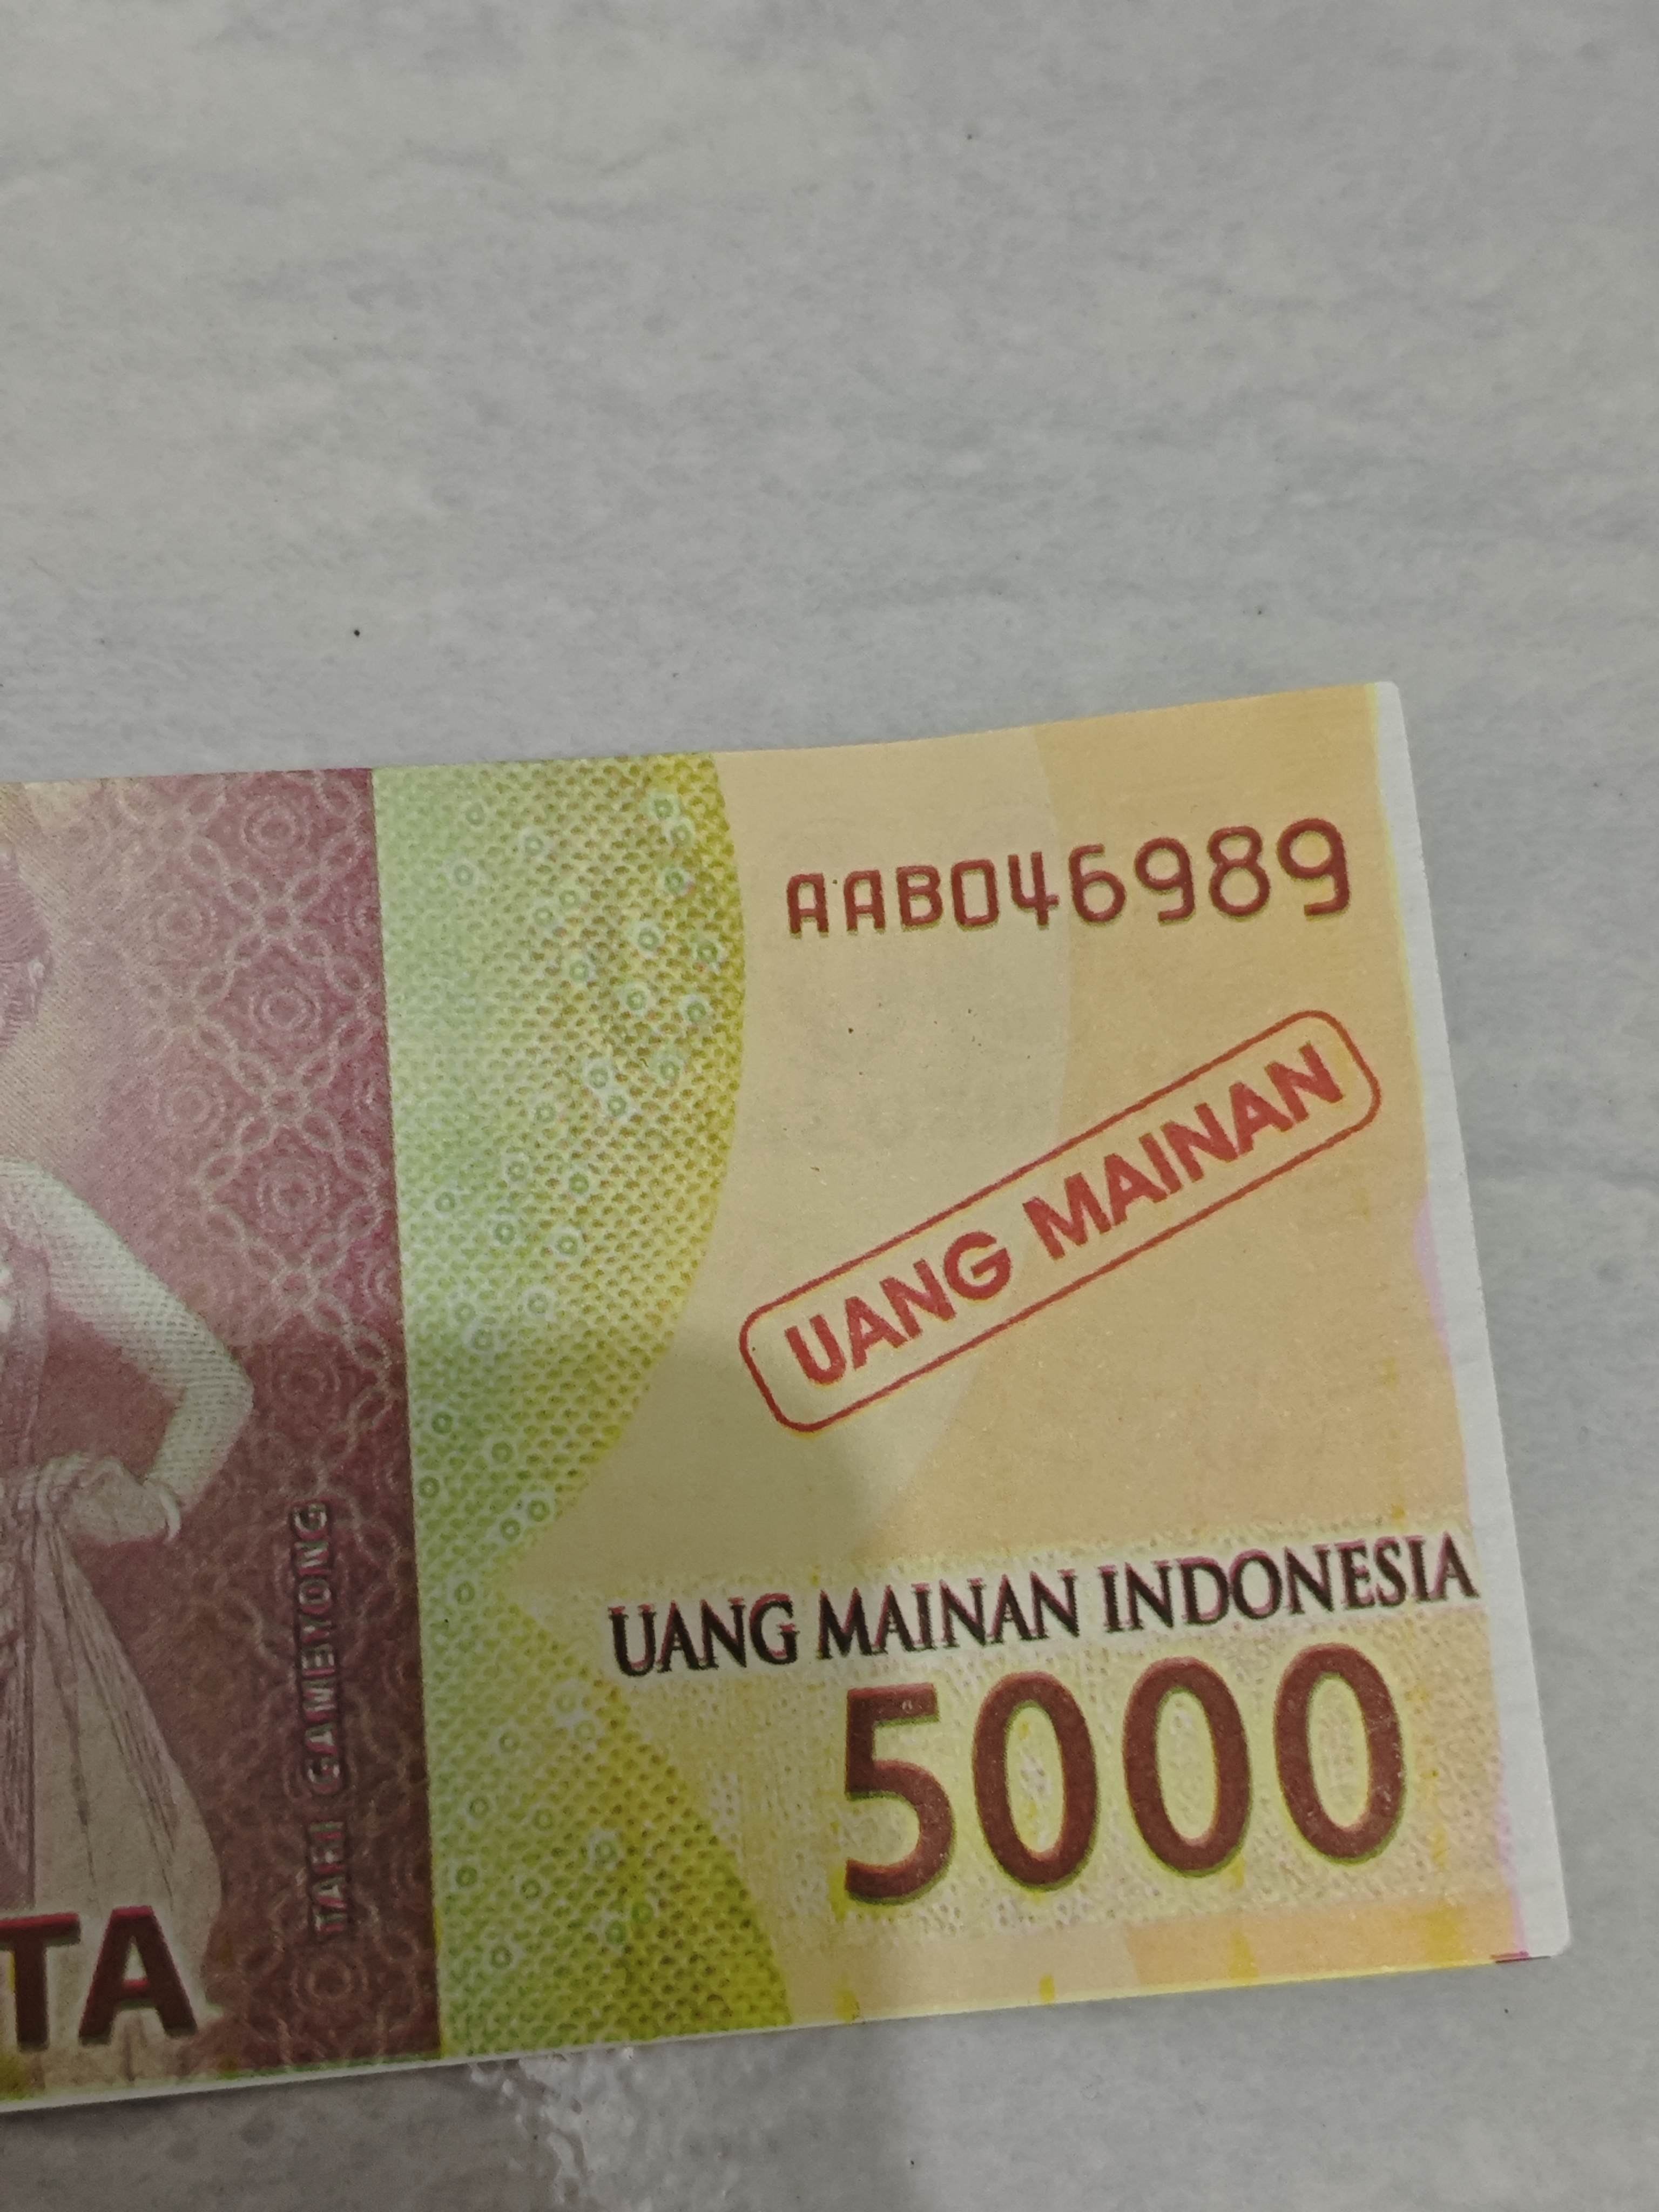 AAB046989
UANG MAINAN
UANG MAINAN INDONESIA
5000
TARI GAMBYONG
TA